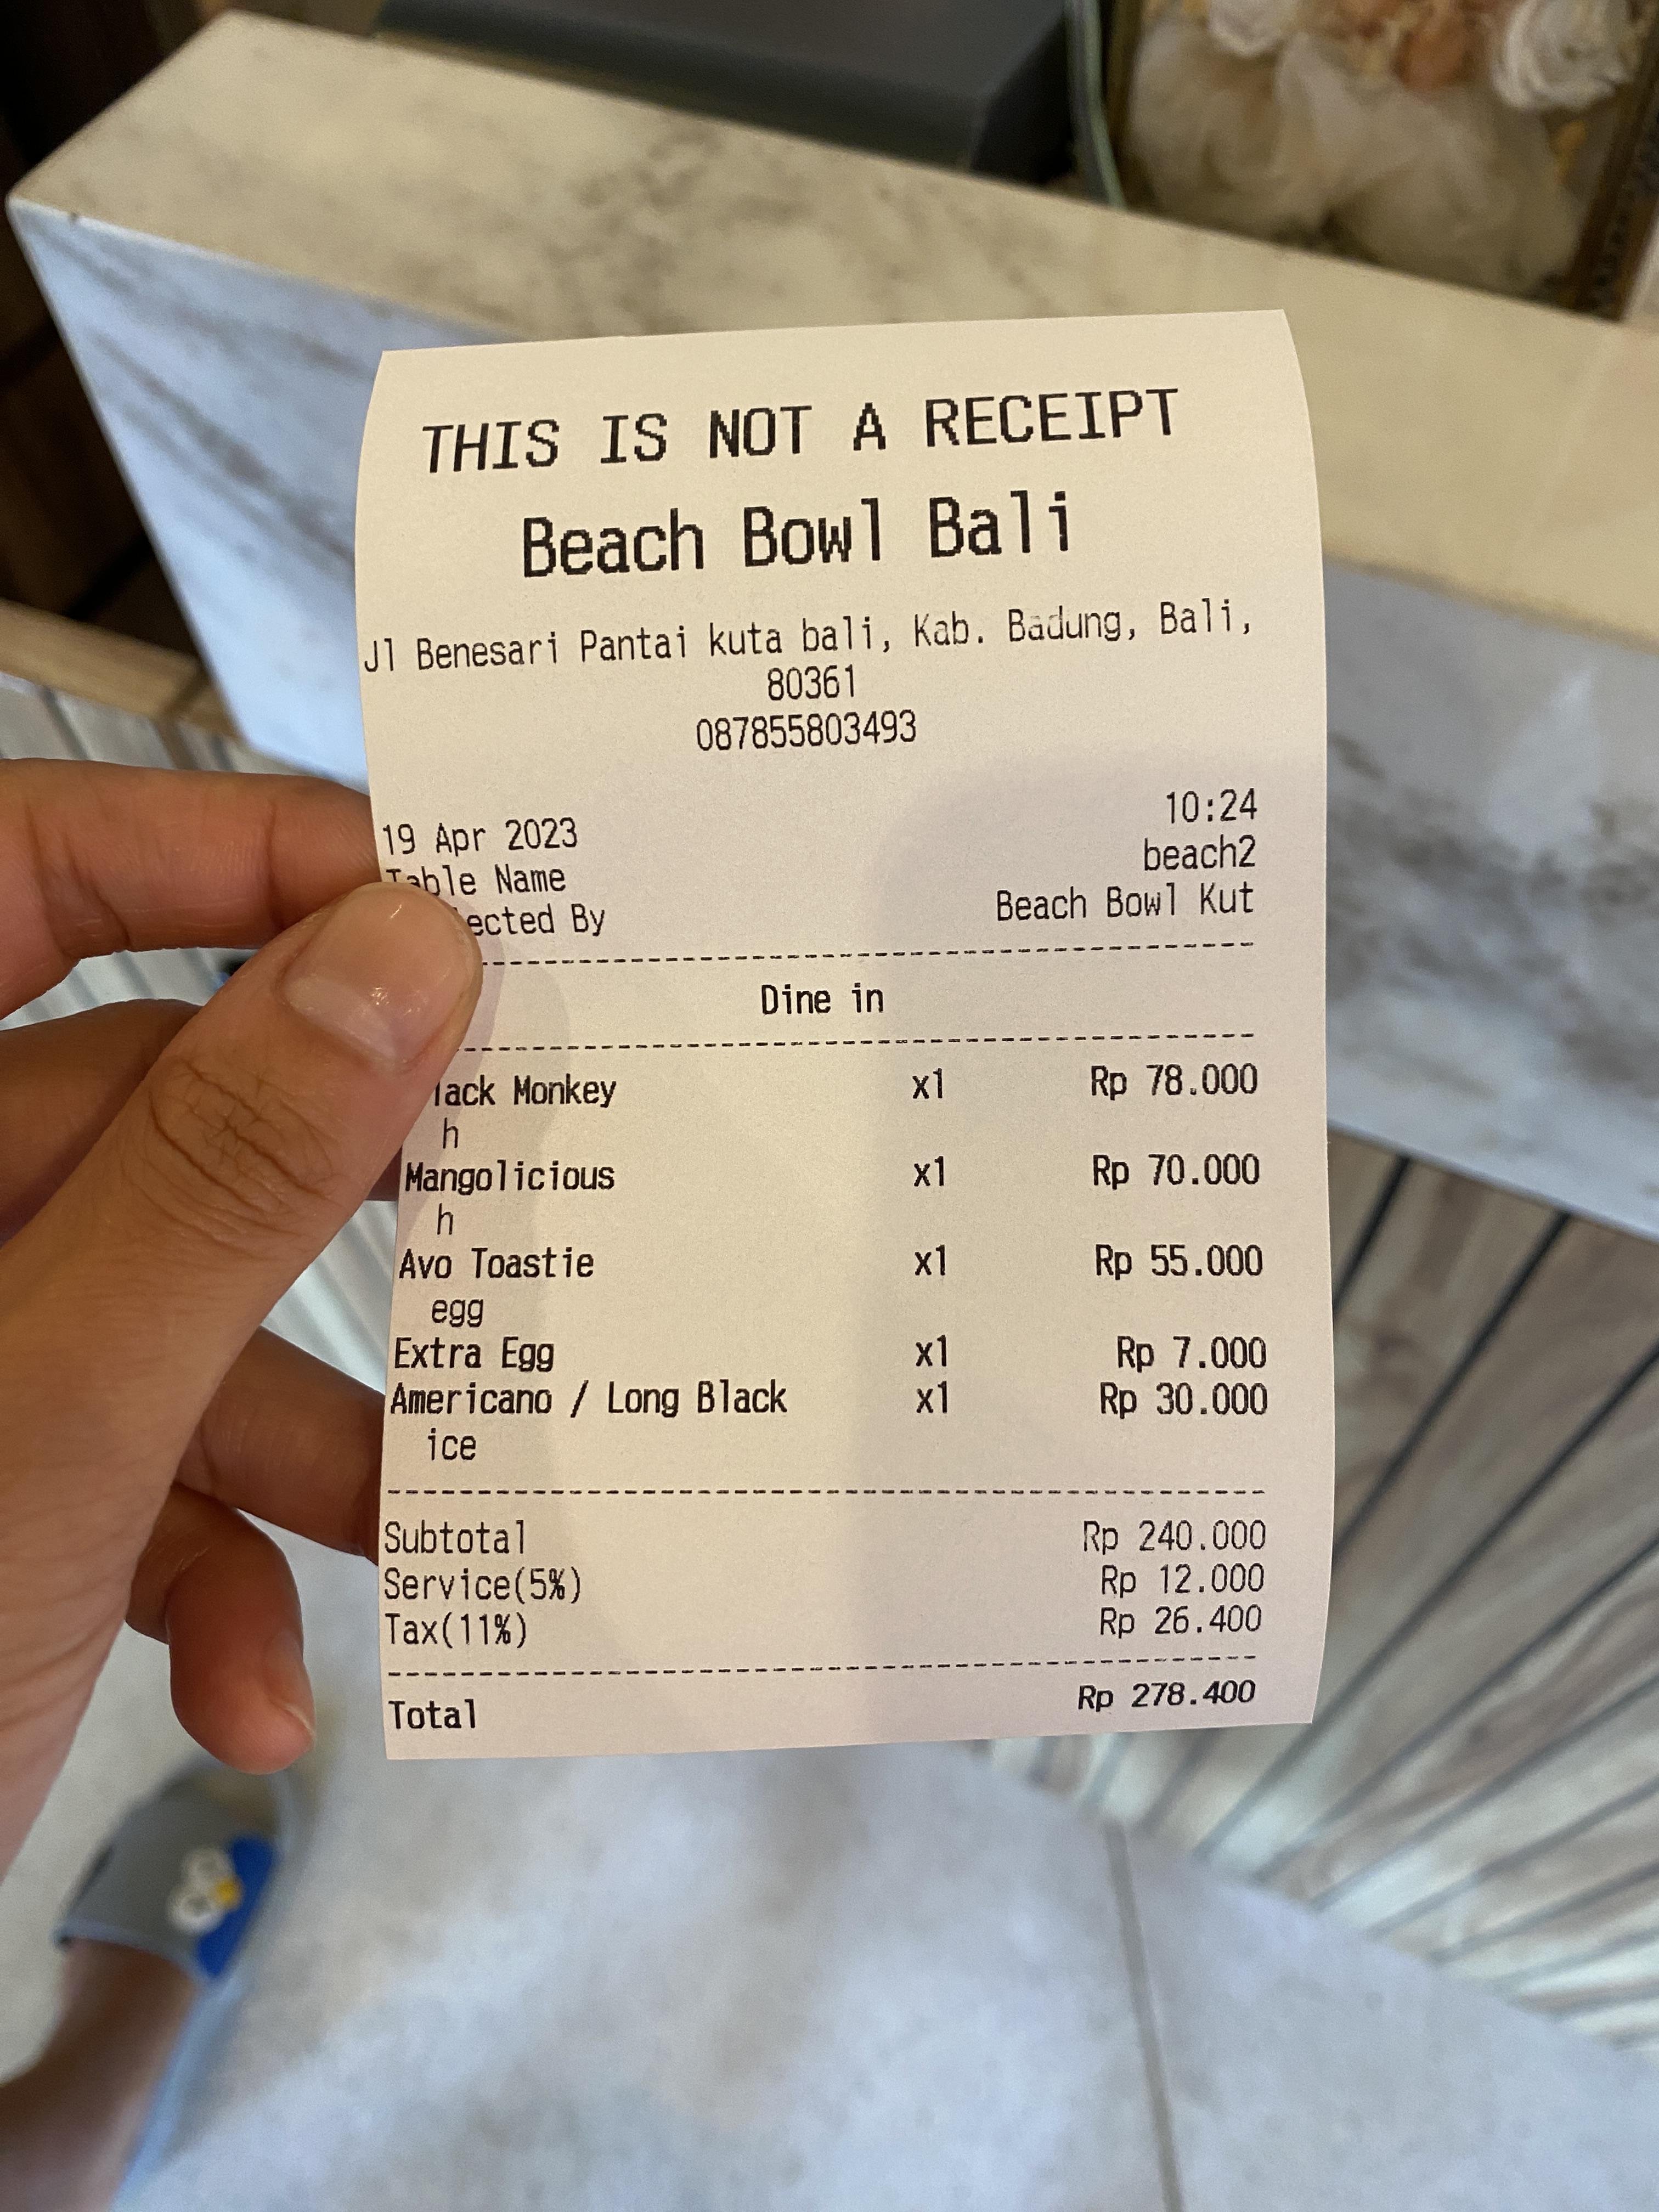 THIS IS NOT A RECEIPT
Beach Bowl Bali
Jl Benesari Pantai kuta bali, Kab. Badung, Bali,
80361
087855803493
19 Apr 2023 10:24
Table Name beach2
By Beach Bowl Kut
Dine in
Monkey x1 Rp 78.000
h
Mangolicious x1 Rp 70.000
h
Avo Toastie x1 Rp 55.000
egg
Extra Egg x1 Rp 7.000
Americano / Long Black x1 Rp 30.000
ice
Subtotal Rp 240.000
Service(5%) Rp 12.000
Tax(11%) Rp 26.400
Total Rp 278.400